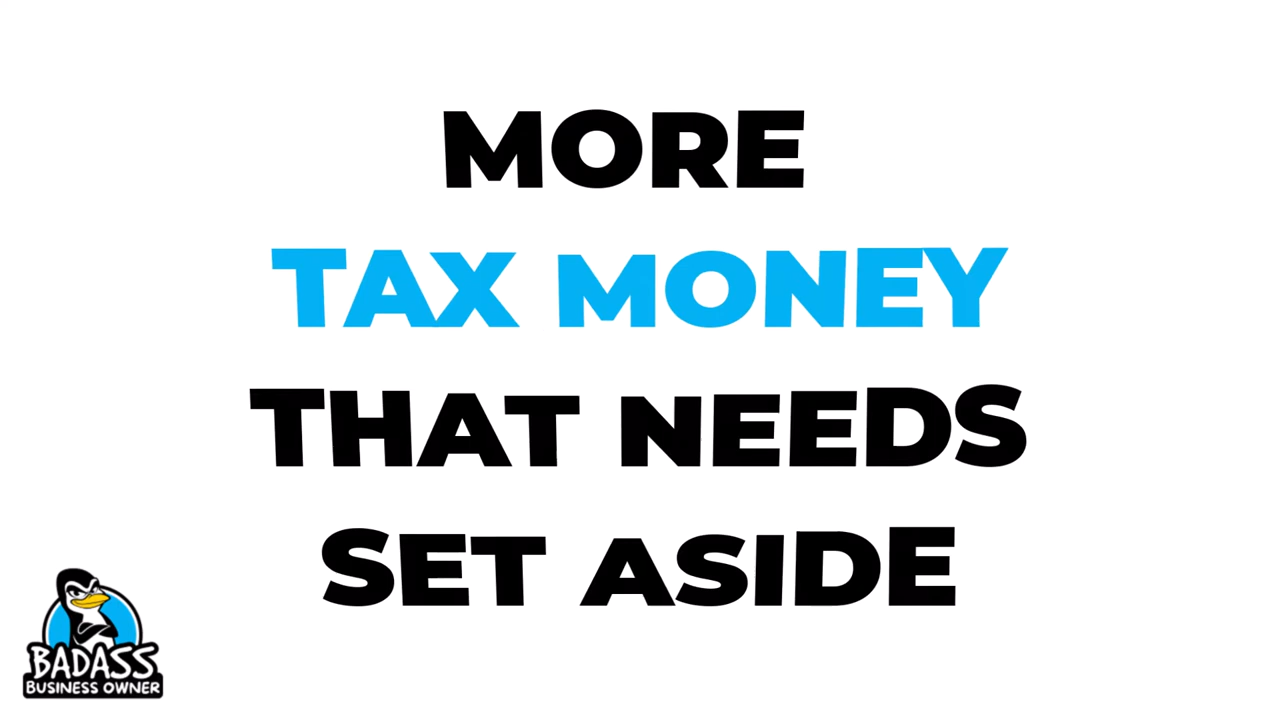 MORE
TAX MONEY
THAT NEEDS
SET ASIDE
BADASS
BUSINESS OWNER